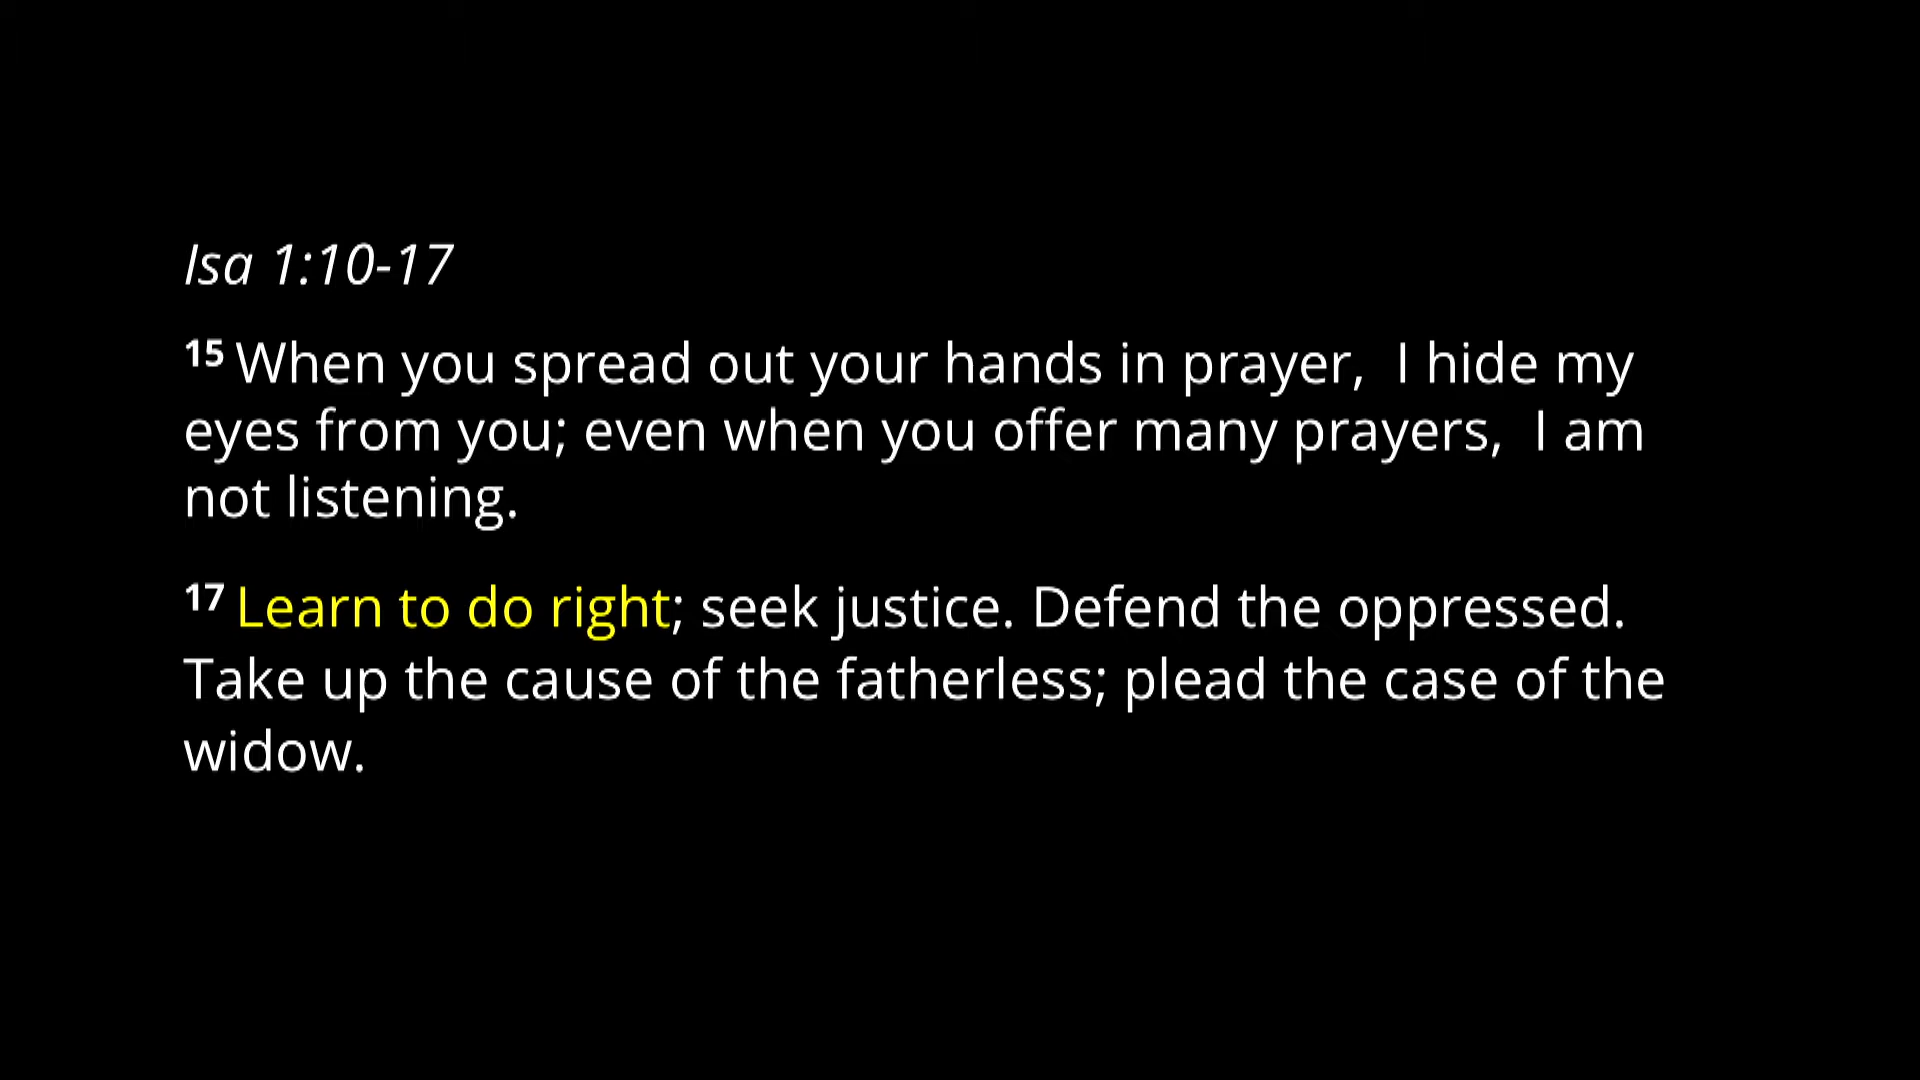 Isa 1:10-17
15 When you spread out your hands in prayer,  I hide my
eyes from you; even when you offer many prayers,  I am
not listening.
17 Learn to do right; seek justice. Defend the oppressed.
Take up the cause of the fatherless; plead the case of the
widow.